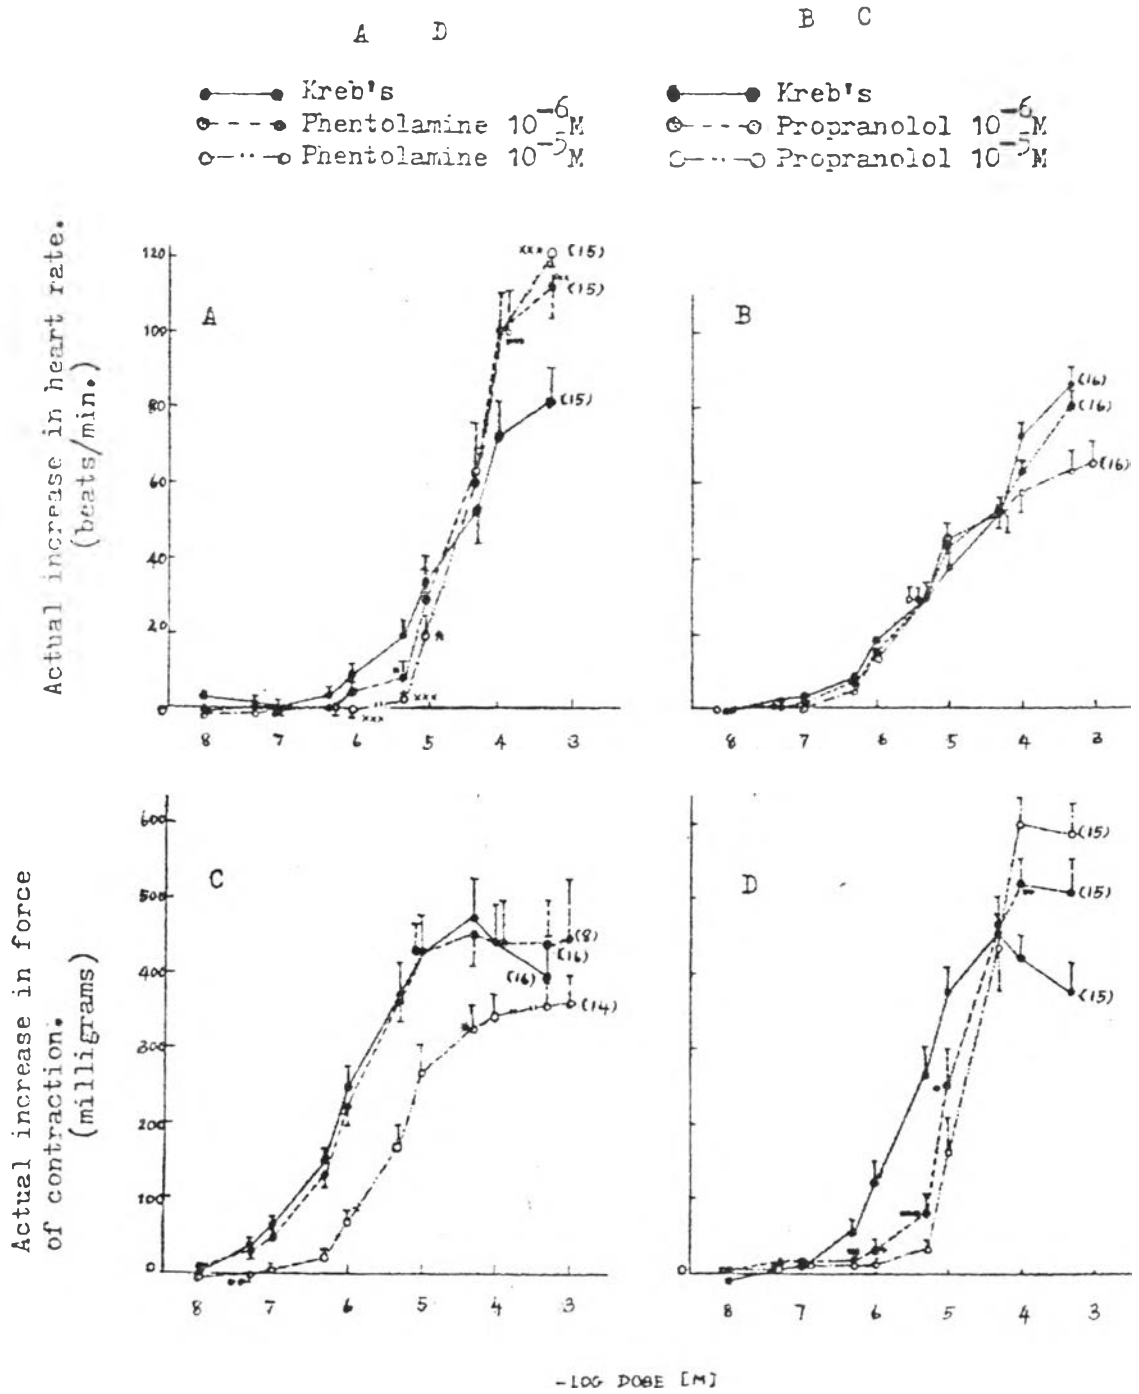 A D
B C
Kreb's
Phentolamine 10-6M
Phentolamine 10-5M
Kreb's
Propranolol 10-6M
Propranolol 10-5M
Actual increase in heart rate.
(beats/min.)
120
100
80
60
40
20
0
A
xxx
(15)
(15)
(15)
xxx
xxx
8 7 6 5 4 3
B
(16)
(16)
(16)
8 7 6 5 4 3
Actual increase in force
of contraction.
(milligrams)
600
500
400
300
200
100
0
C
(8)
(16)
(16)
(14)
8 7 6 5 4 3
D
(15)
(15)
(15)
0
8 7 6 5 4 3
-LOG DOSE [M]